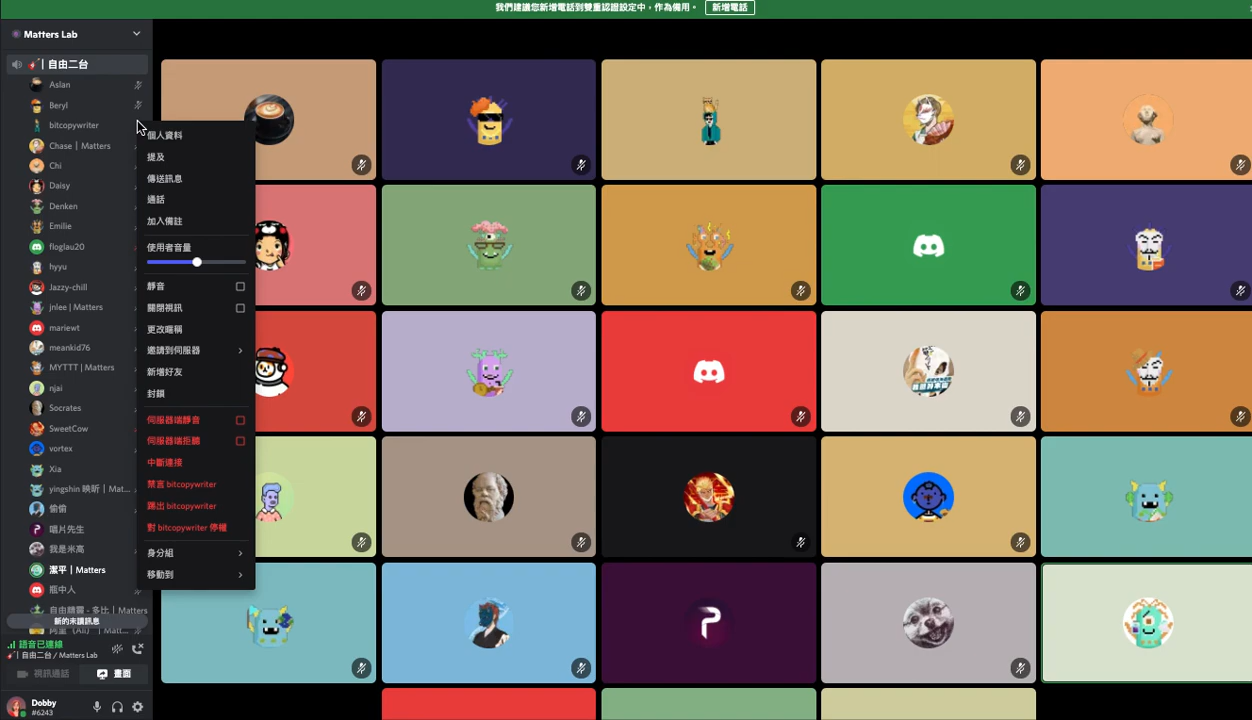 我們建議您新增電話到雙重認證設定中，作為備用。 新增電話
Matters Lab
自由二台
Aslan
Beryl
bitcopywriter
Chase | Matters
Chi
Daisy
Denken
Emilie
floglau20
hyyu
Jazzy-chill
jnlee | Matters
mariewt
meankid76
MYTTT | Matters
njai
Socrates
SweetCow
vortex
Xia
yingshin 映昕 | Mat...
偷偷
唱片先生
我是米高
潔平 | Matters
瓶中人
自由精靈 - 多比 | Matters
新的未讀訊息
阿里（Ali） | Matt...
語音已連線
自由二台 / Matters Lab
視訊通話
畫面
Dobby
#6243
個人資料
提及
傳送訊息
通話
加入備註
使用者音量
靜音
關閉視訊
更改暱稱
邀請到伺服器
新增好友
封鎖
伺服器端靜音
伺服器端拒聽
中斷連接
禁言 bitcopywriter
踢出 bitcopywriter
對 bitcopywriter 停權
身分組
移動到